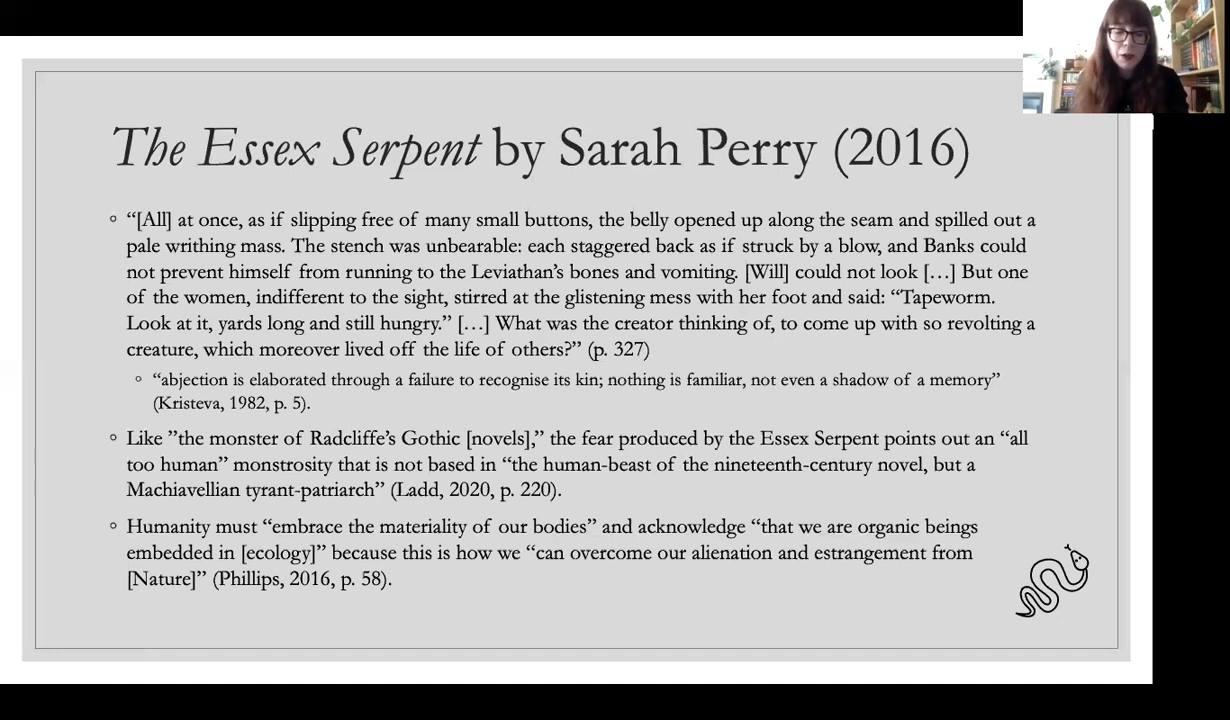 The Essex Serpent by Sarah Perry (2016)
“[All] at once, as if slipping free of many small buttons, the belly opened up along the seam and spilled out a
pale writhing mass. The stench was unbearable: each staggered back as if struck by a blow, and Banks could
not prevent himself from running to the Leviathan’s bones and vomiting. [Will] could not look […] But one
of the women, indifferent to the sight, stirred at the glistening mess with her foot and said: “Tapeworm.
Look at it, yards long and still hungry.” […] What was the creator thinking of, to come up with so revolting a
creature, which moreover lived off the life of others?” (p. 327)
“abjection is elaborated through a failure to recognise its kin; nothing is familiar, not even a shadow of a memory”
(Kristeva, 1982, p. 5).
Like ”the monster of Radcliffe’s Gothic [novels],” the fear produced by the Essex Serpent points out an “all
too human” monstrosity that is not based in “the human-beast of the nineteenth-century novel, but a
Machiavellian tyrant-patriarch” (Ladd, 2020, p. 220).
Humanity must “embrace the materiality of our bodies” and acknowledge “that we are organic beings
embedded in [ecology]” because this is how we “can overcome our alienation and estrangement from
[Nature]” (Phillips, 2016, p. 58).